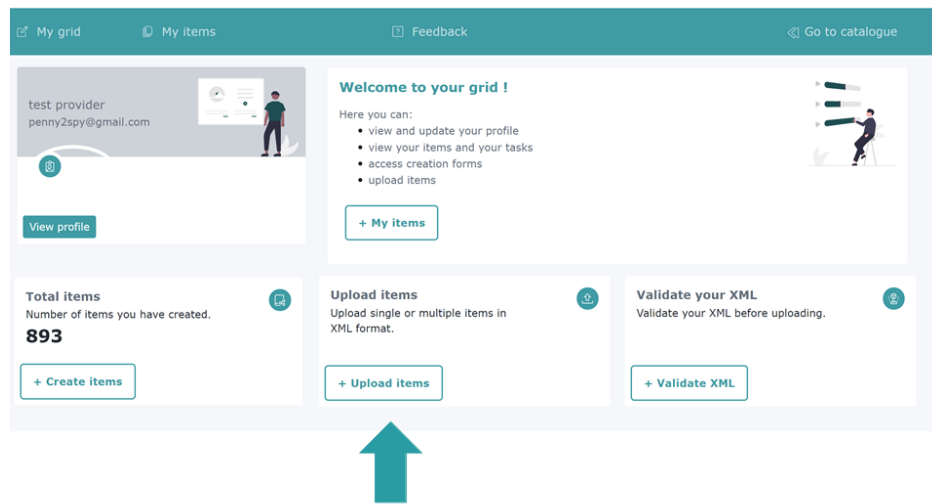 My grid
My items
Feedback
Go to catalogue
test provider
penny2spy@gmail.com
View profile
Welcome to your grid !
Here you can:
• view and update your profile
• view your items and your tasks
• access creation forms
• upload items
+ My items
Total items
Number of items you have created.
893
+ Create items
Upload items
Upload single or multiple items in
XML format.
+ Upload items
Validate your XML
Validate your XML before uploading.
+ Validate XML